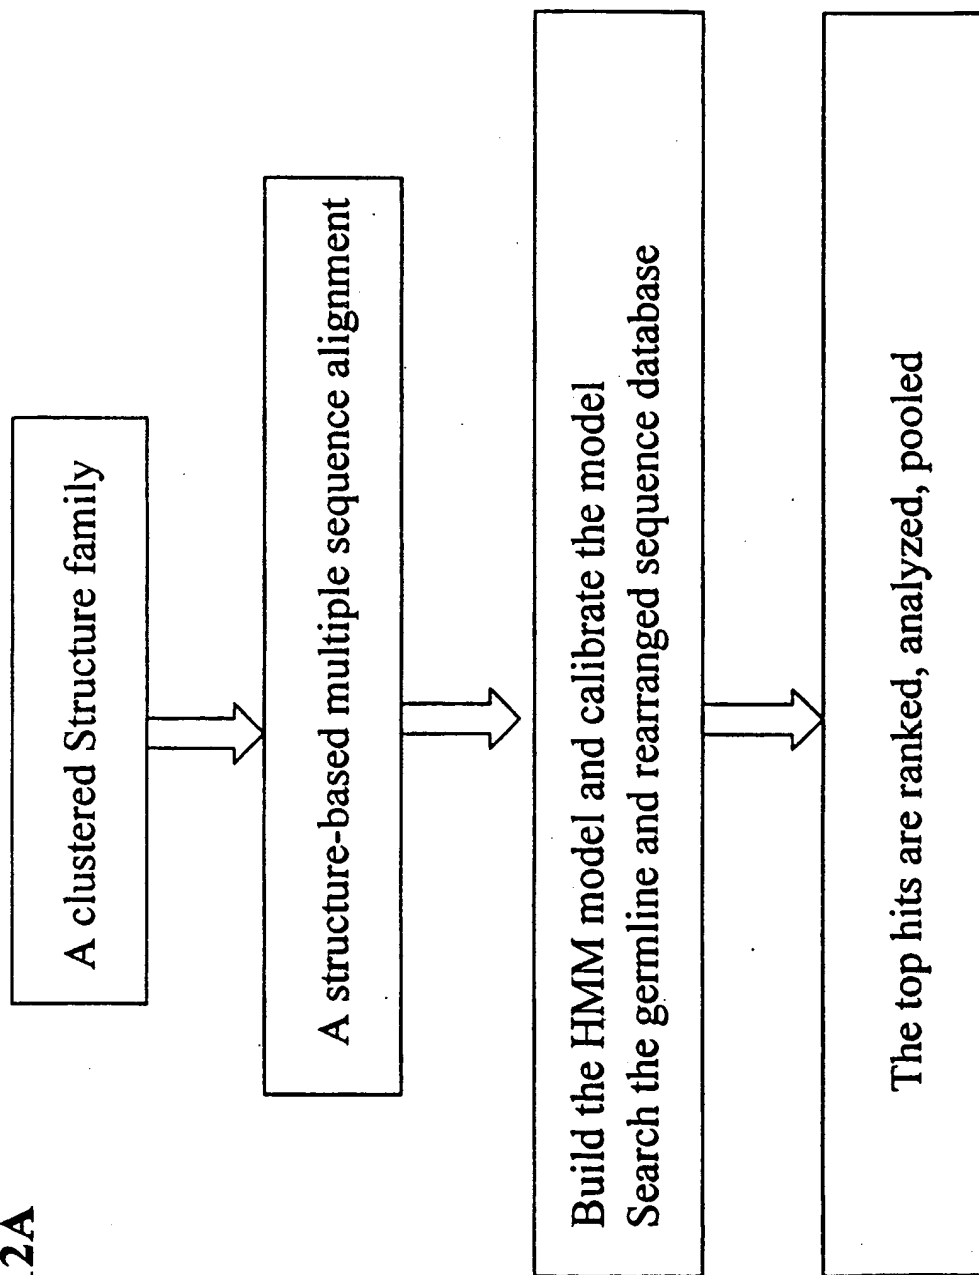 12A
A clustered Structure family
A structure-based multiple sequence alignment
Build the HMM model and calibrate the model
Search the germline and rearranged sequence database
The top hits are ranked, analyzed, pooled